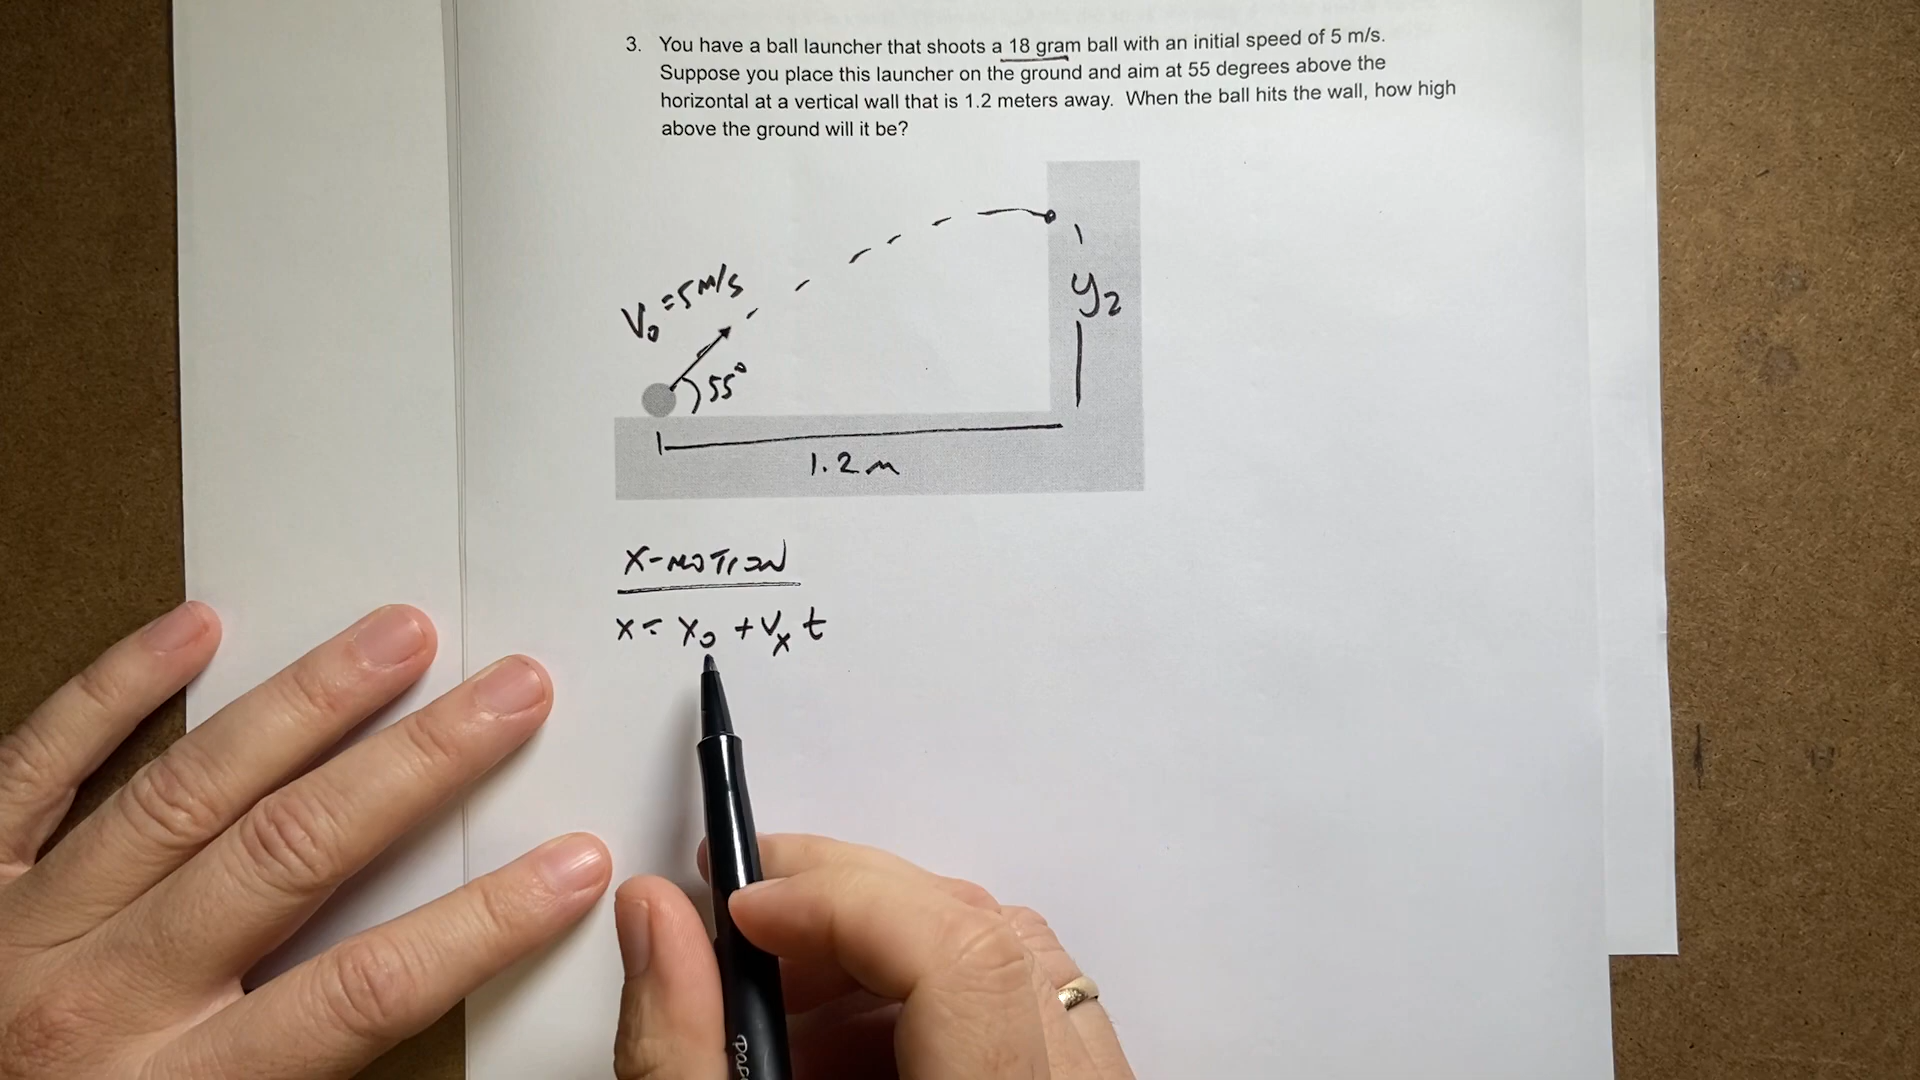 3. You have a ball launcher that shoots a 18 gram ball with an initial speed of 5 m/s.
Suppose you place this launcher on the ground and aim at 55 degrees above the
horizontal at a vertical wall that is 1.2 meters away. When the ball hits the wall, how high
above the ground will it be?
V₀ = 5 m/s
55°
y₂
1.2 m
X-MOTION
x = x₀ + vₓ t